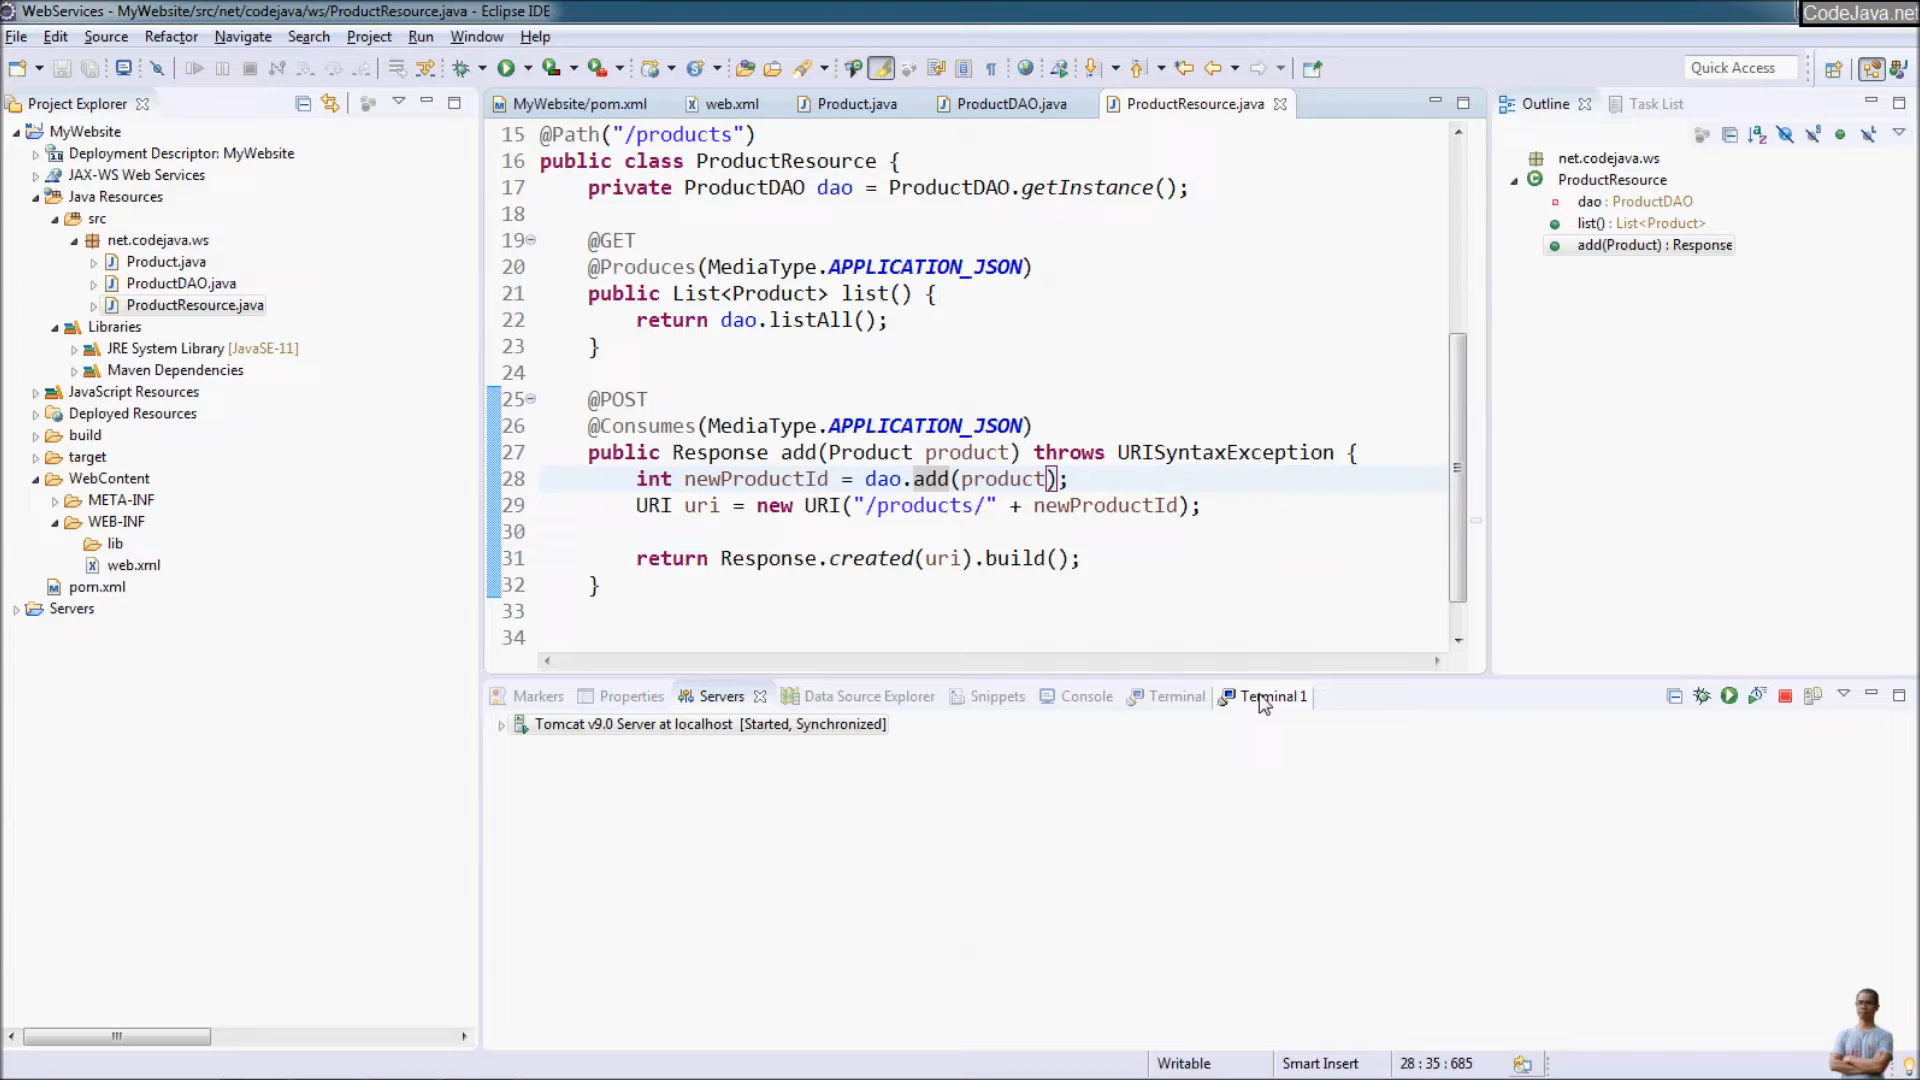 WebServices - MyWebsite/src/net/codejava/ws/ProductResource.java - Eclipse IDE
CodeJava.net
File Edit Source Refactor Navigate Search Project Run Window Help
Quick Access
Project Explorer
MyWebsite/pom.xml web.xml Product.java ProductDAO.java ProductResource.java
Outline Task List
MyWebsite
Deployment Descriptor: MyWebsite
JAX-WS Web Services
Java Resources
src
net.codejava.ws
Product.java
ProductDAO.java
ProductResource.java
Libraries
JRE System Library [JavaSE-11]
Maven Dependencies
JavaScript Resources
Deployed Resources
build
target
WebContent
META-INF
WEB-INF
lib
web.xml
pom.xml
Servers
15 @Path("/products")
16 public class ProductResource {
17 private ProductDAO dao = ProductDAO.getInstance();
18
19 @GET
20 @Produces(MediaType.APPLICATION_JSON)
21 public List<Product> list() {
22 return dao.listAll();
23 }
24
25 @POST
26 @Consumes(MediaType.APPLICATION_JSON)
27 public Response add(Product product) throws URISyntaxException {
28 int newProductId = dao.add(product);
29 URI uri = new URI("/products/" + newProductId);
30
31 return Response.created(uri).build();
32 }
33
34
net.codejava.ws
ProductResource
dao : ProductDAO
list() : List<Product>
add(Product) : Response
Markers Properties Servers Data Source Explorer Snippets Console Terminal Terminal 1
Tomcat v9.0 Server at localhost [Started, Synchronized]
Writable Smart Insert 28 : 35 : 685